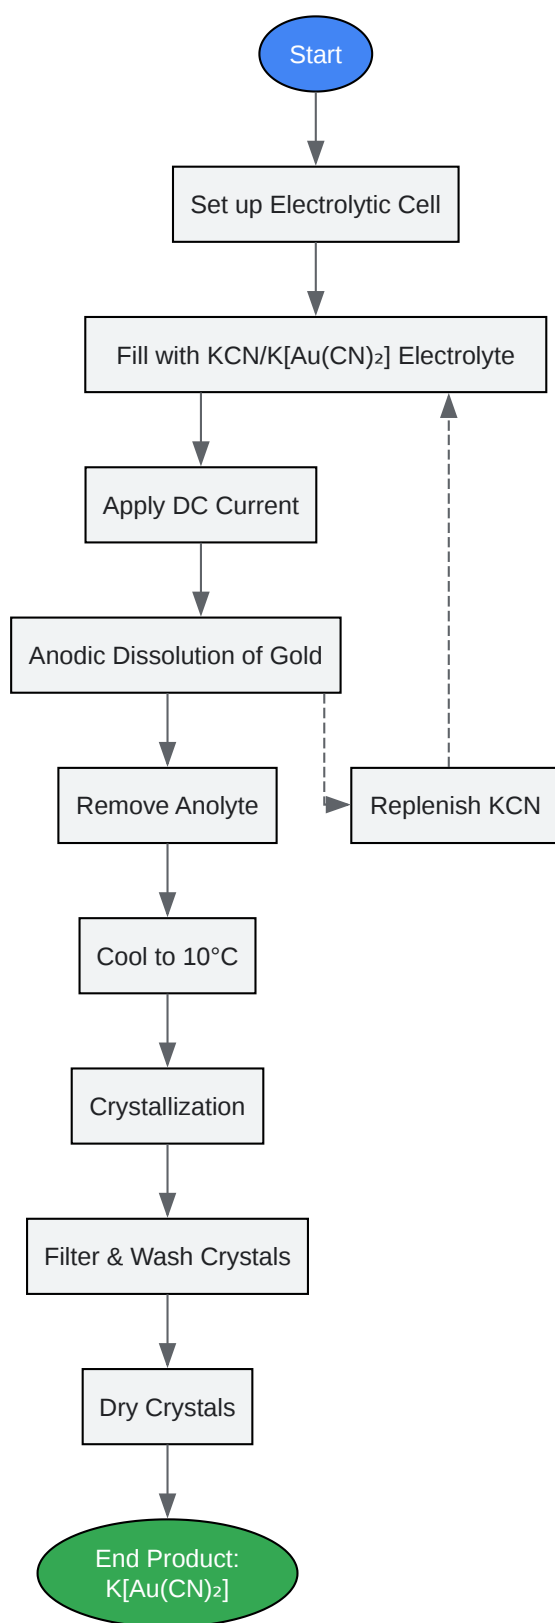 Start
Set up Electrolytic Cell
Fill with KCN/K[Au(CN)₂] Electrolyte
Apply DC Current
Anodic Dissolution of Gold
Remove Anolyte
Replenish KCN
Cool to 10°C
Crystallization
Filter & Wash Crystals
Dry Crystals
End Product:
K[Au(CN)₂]